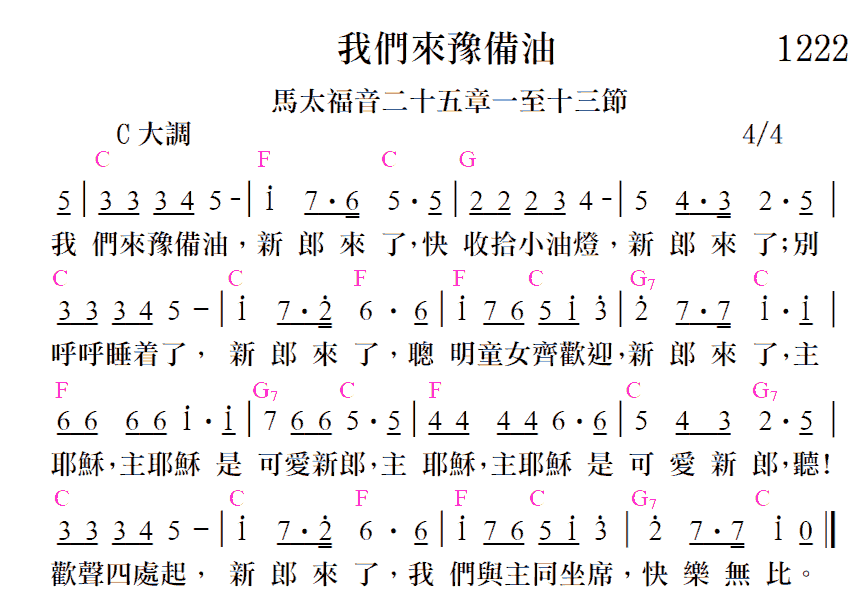 我們來豫備油 1222
馬太福音二十五章一至十三節
C大調 4/4
C F C G
5 | 3 3 3 4 5 - | i 7 · 6 5 · 5 | 2 2 2 3 4 - | 5 4 · 3 2 · 5 |
我 們來豫備油，新 郎 來 了，快 收拾小油燈，新 郎 來 了；別
C C F F C G7 C
3 3 3 4 5 - | i 7 · 2̇ 6 · 6 | i 7 6 5 i 3̇ | 2̇ 7 · 7 i · i |
呼呼睡着了， 新 郎 來 了，聰 明童女齊歡迎，新 郎 來 了，主
F G7 C F C G7
6 6 6 6 i · i | 7 6 6 5 · 5 | 4 4 4 4 6 · 6 | 5 4 3 2 · 5 |
耶穌，主耶穌 是 可愛新郎，主 耶穌，主耶穌 是 可 愛 新 郎，聽！
C C F F C G7 C
3 3 3 4 5 - | i 7 · 2̇ 6 · 6 | i 7 6 5 i 3̇ | 2̇ 7 · 7 i 0 ‖
歡聲四處起， 新 郎 來 了，我 們與主同坐席，快 樂 無 比。